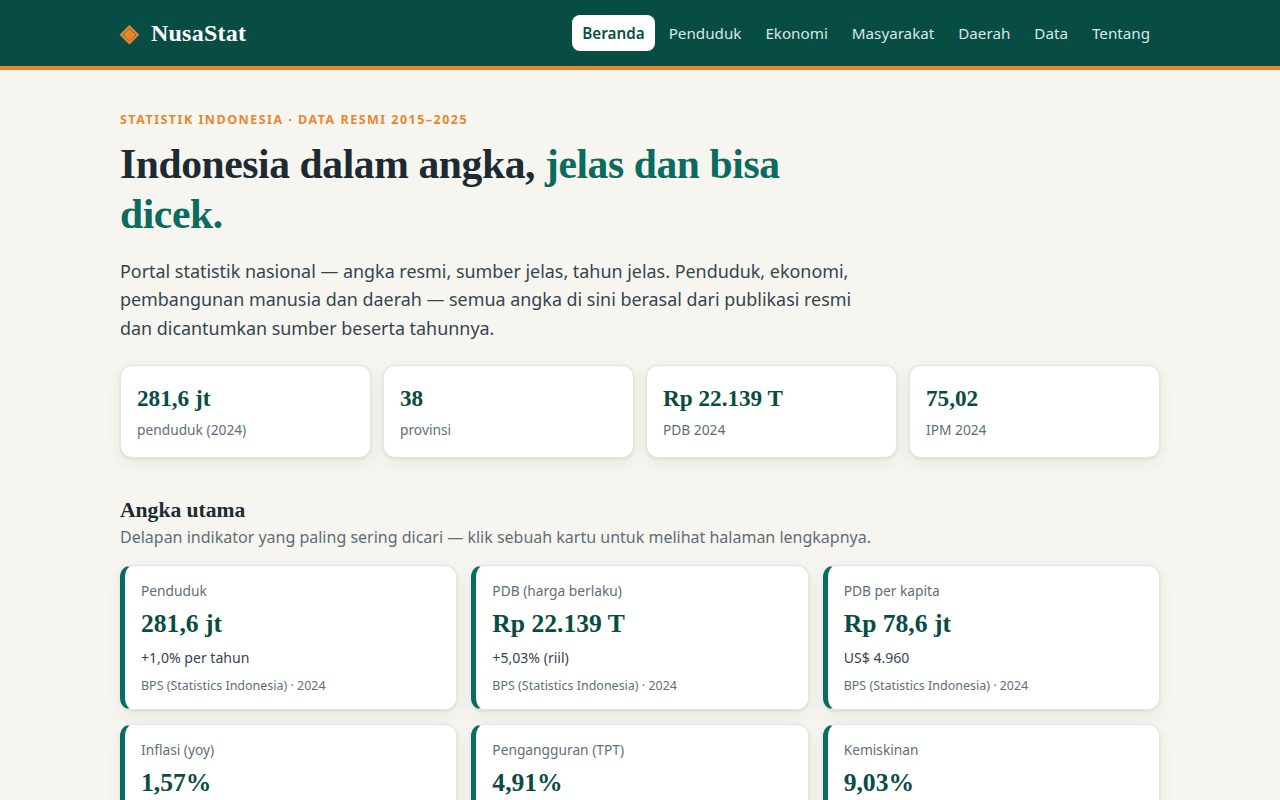 ◈ NusaStat
Beranda Penduduk Ekonomi Masyarakat Daerah Data Tentang
STATISTIK INDONESIA · DATA RESMI 2015–2025
Indonesia dalam angka, jelas dan bisa
dicek.
Portal statistik nasional — angka resmi, sumber jelas, tahun jelas. Penduduk, ekonomi,
pembangunan manusia dan daerah — semua angka di sini berasal dari publikasi resmi
dan dicantumkan sumber beserta tahunnya.
281,6 jt
penduduk (2024)
38
provinsi
Rp 22.139 T
PDB 2024
75,02
IPM 2024
Angka utama
Delapan indikator yang paling sering dicari — klik sebuah kartu untuk melihat halaman lengkapnya.
Penduduk
281,6 jt
+1,0% per tahun
BPS (Statistics Indonesia) · 2024
PDB (harga berlaku)
Rp 22.139 T
+5,03% (riil)
BPS (Statistics Indonesia) · 2024
PDB per kapita
Rp 78,6 jt
US$ 4.960
BPS (Statistics Indonesia) · 2024
Inflasi (yoy)
1,57%
Pengangguran (TPT)
4,91%
Kemiskinan
9,03%